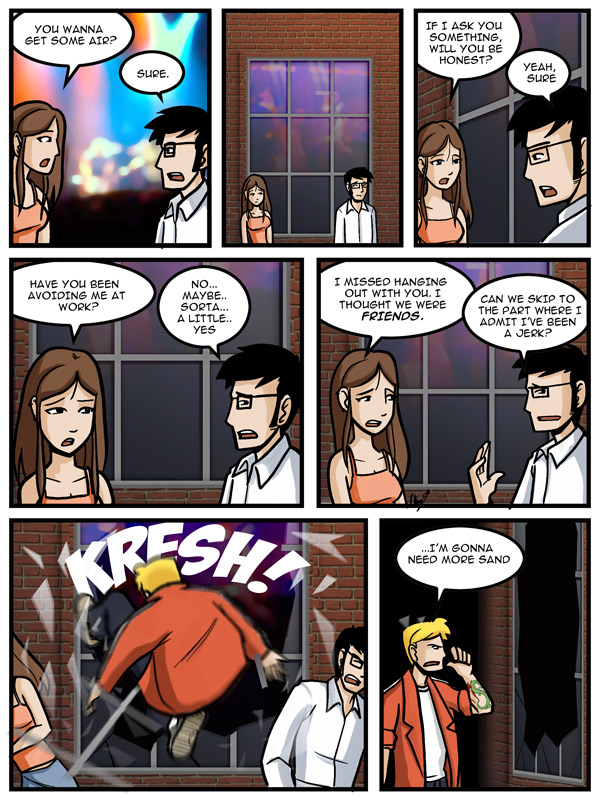 YOU WANNA
GET SOME AIR?
SURE.
IF I ASK YOU
SOMETHING,
WILL YOU BE
HONEST?
YEAH,
SURE
HAVE YOU BEEN
AVOIDING ME AT
WORK?
NO...
MAYBE..
SORTA...
A LITTLE..
YES
I MISSED HANGING
OUT WITH YOU. I
THOUGHT WE WERE
FRIENDS.
CAN WE SKIP TO
THE PART WHERE I
ADMIT I'VE BEEN
A JERK?
KRESH!
...I'M GONNA
NEED MORE SAND